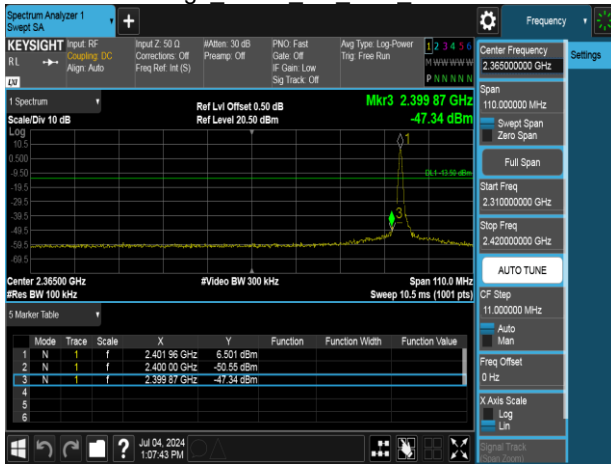 Spectrum Analyzer 1
Swept SA
Frequency
KEYSIGHT
RL
LXI
Input: RF
Coupling: DC
Align: Auto
Input Z: 50 Ω
Corrections: Off
Freq Ref: Int (S)
#Atten: 30 dB
Preamp: Off
PNO: Fast
Gate: Off
IF Gain: Low
Sig Track: Off
Avg Type: Log-Power
Trig: Free Run
1 2 3 4 5 6
M W W W W W
P N N N N N
Center Frequency
2.365000000 GHz
Settings
Span
110.000000 MHz
Swept Span
Zero Span
Full Span
Start Freq
2.310000000 GHz
Stop Freq
2.420000000 GHz
AUTO TUNE
CF Step
11.000000 MHz
Auto
Man
Freq Offset
0 Hz
X Axis Scale
Log
Lin
Signal Track
(Span Zoom)
1 Spectrum
Scale/Div 10 dB
Ref Lvl Offset 0.50 dB
Ref Level 20.50 dBm
Mkr3 2.399 87 GHz
-47.34 dBm
Log
10.5
0.500
-9.50
-19.5
-29.5
-39.5
-49.5
-59.5
-69.5
1
DL1 -13.50 dBm
3
Center 2.36500 GHz
#Res BW 100 kHz
#Video BW 300 kHz
Span 110.0 MHz
Sweep 10.5 ms (1001 pts)
5 Marker Table
Mode Trace Scale X Y Function Function Width Function Value
1 N 1 f 2.401 96 GHz 6.501 dBm
2 N 1 f 2.400 00 GHz -50.55 dBm
3 N 1 f 2.399 87 GHz -47.34 dBm
4
5
6
?
Jul 04, 2024
1:07:43 PM